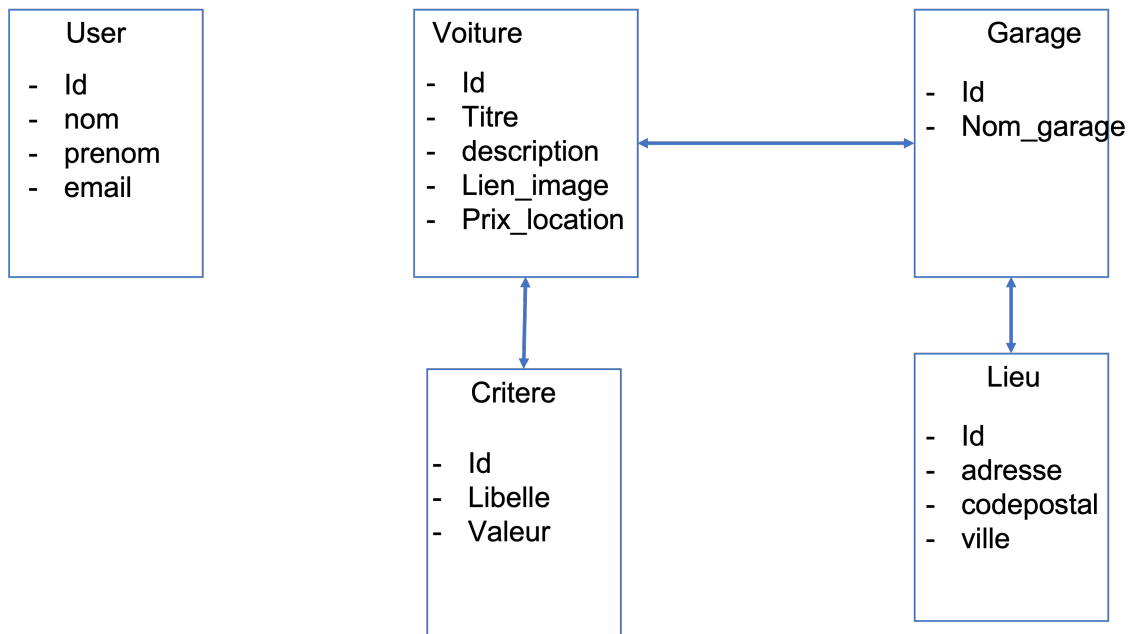 User
- Id
- nom
- prenom
- email
Voiture
- Id
- Titre
- description
- Lien_image
- Prix_location
Garage
- Id
- Nom_garage
Critere
- Id
- Libelle
- Valeur
Lieu
- Id
- adresse
- codepostal
- ville